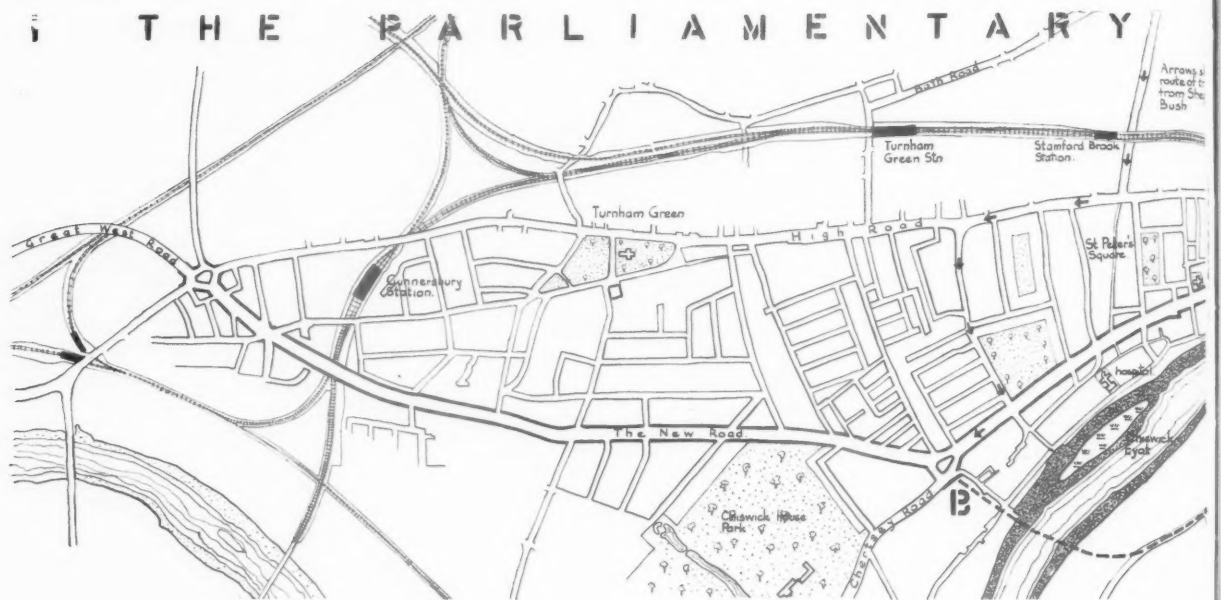 THE PARLIAMENTARY
Bath Road
Arrows
route of
from She
Bush
Turnham
Green Stn
Stamford Brook
Station.
Turnham Green
Great West Road
High Road
St Peter's
Square.
Gunnersbury
Station.
hospital
Chiswick
Eyot
The New Road.
Chiswick House
Park
Chertsey Road
B